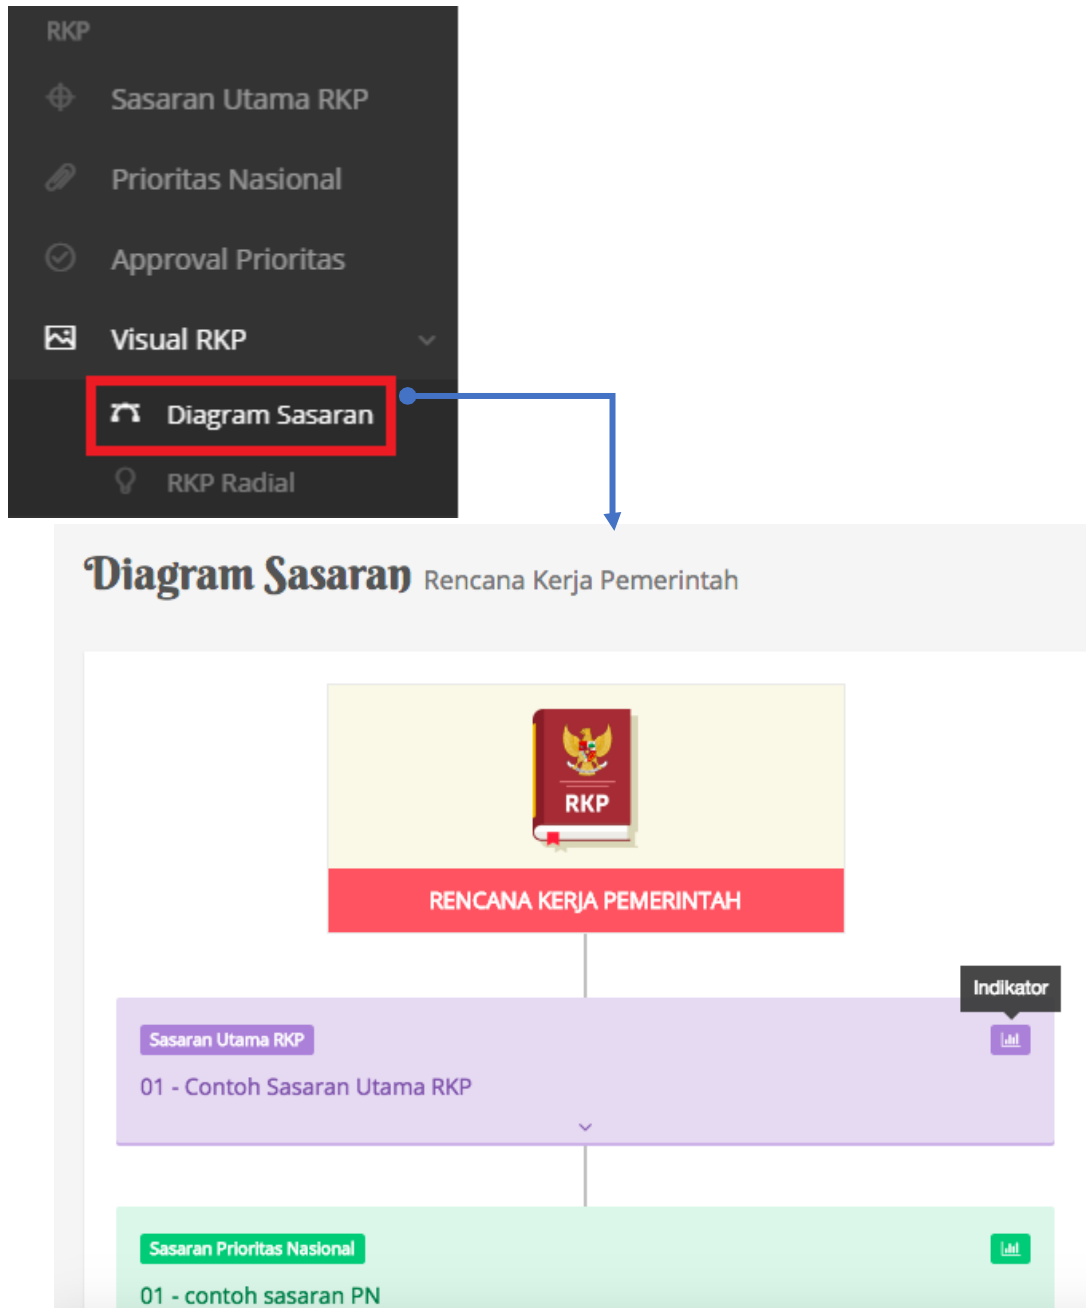 RKP
Sasaran Utama RKP
Prioritas Nasional
Approval Prioritas
Visual RKP
Diagram Sasaran
RKP Radial
Diagram Sasaran Rencana Kerja Pemerintah
RKP
RENCANA KERJA PEMERINTAH
Indikator
Sasaran Utama RKP
01 - Contoh Sasaran Utama RKP
Sasaran Prioritas Nasional
01 - contoh sasaran PN